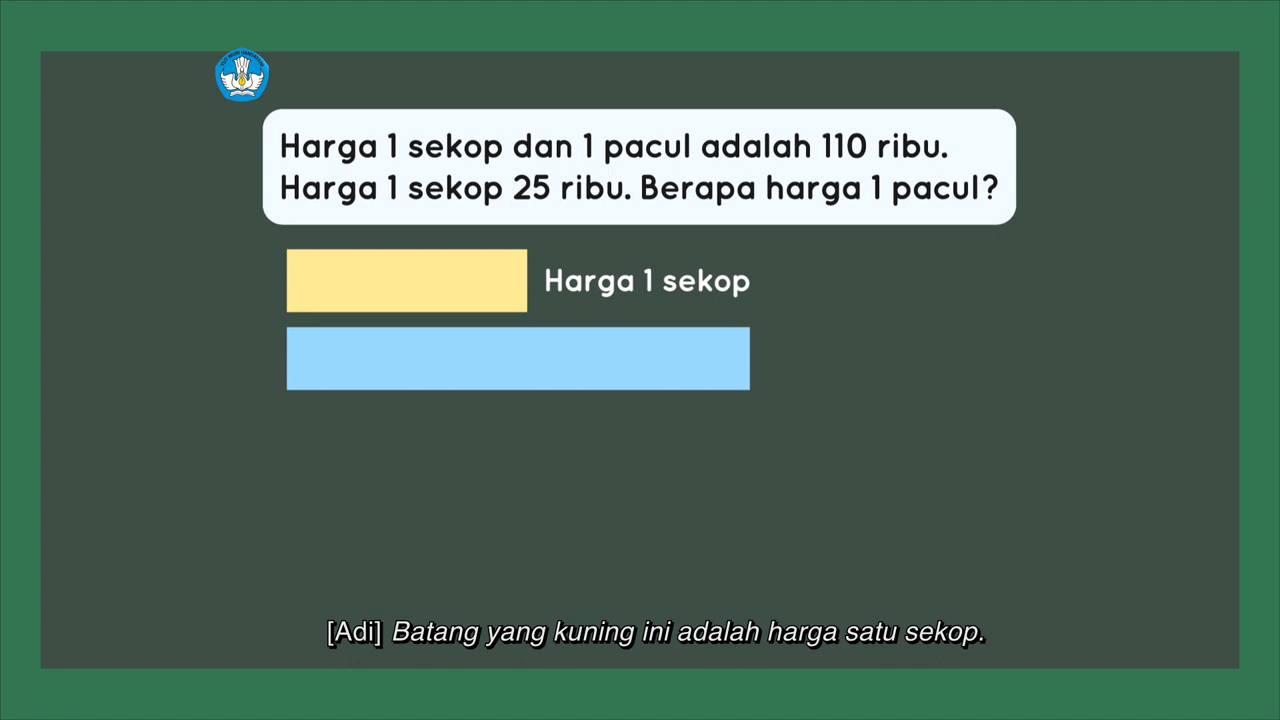 Harga 1 sekop dan 1 pacul adalah 110 ribu.
Harga 1 sekop 25 ribu. Berapa harga 1 pacul?
Harga 1 sekop
[Adi] Batang yang kuning ini adalah harga satu sekop.